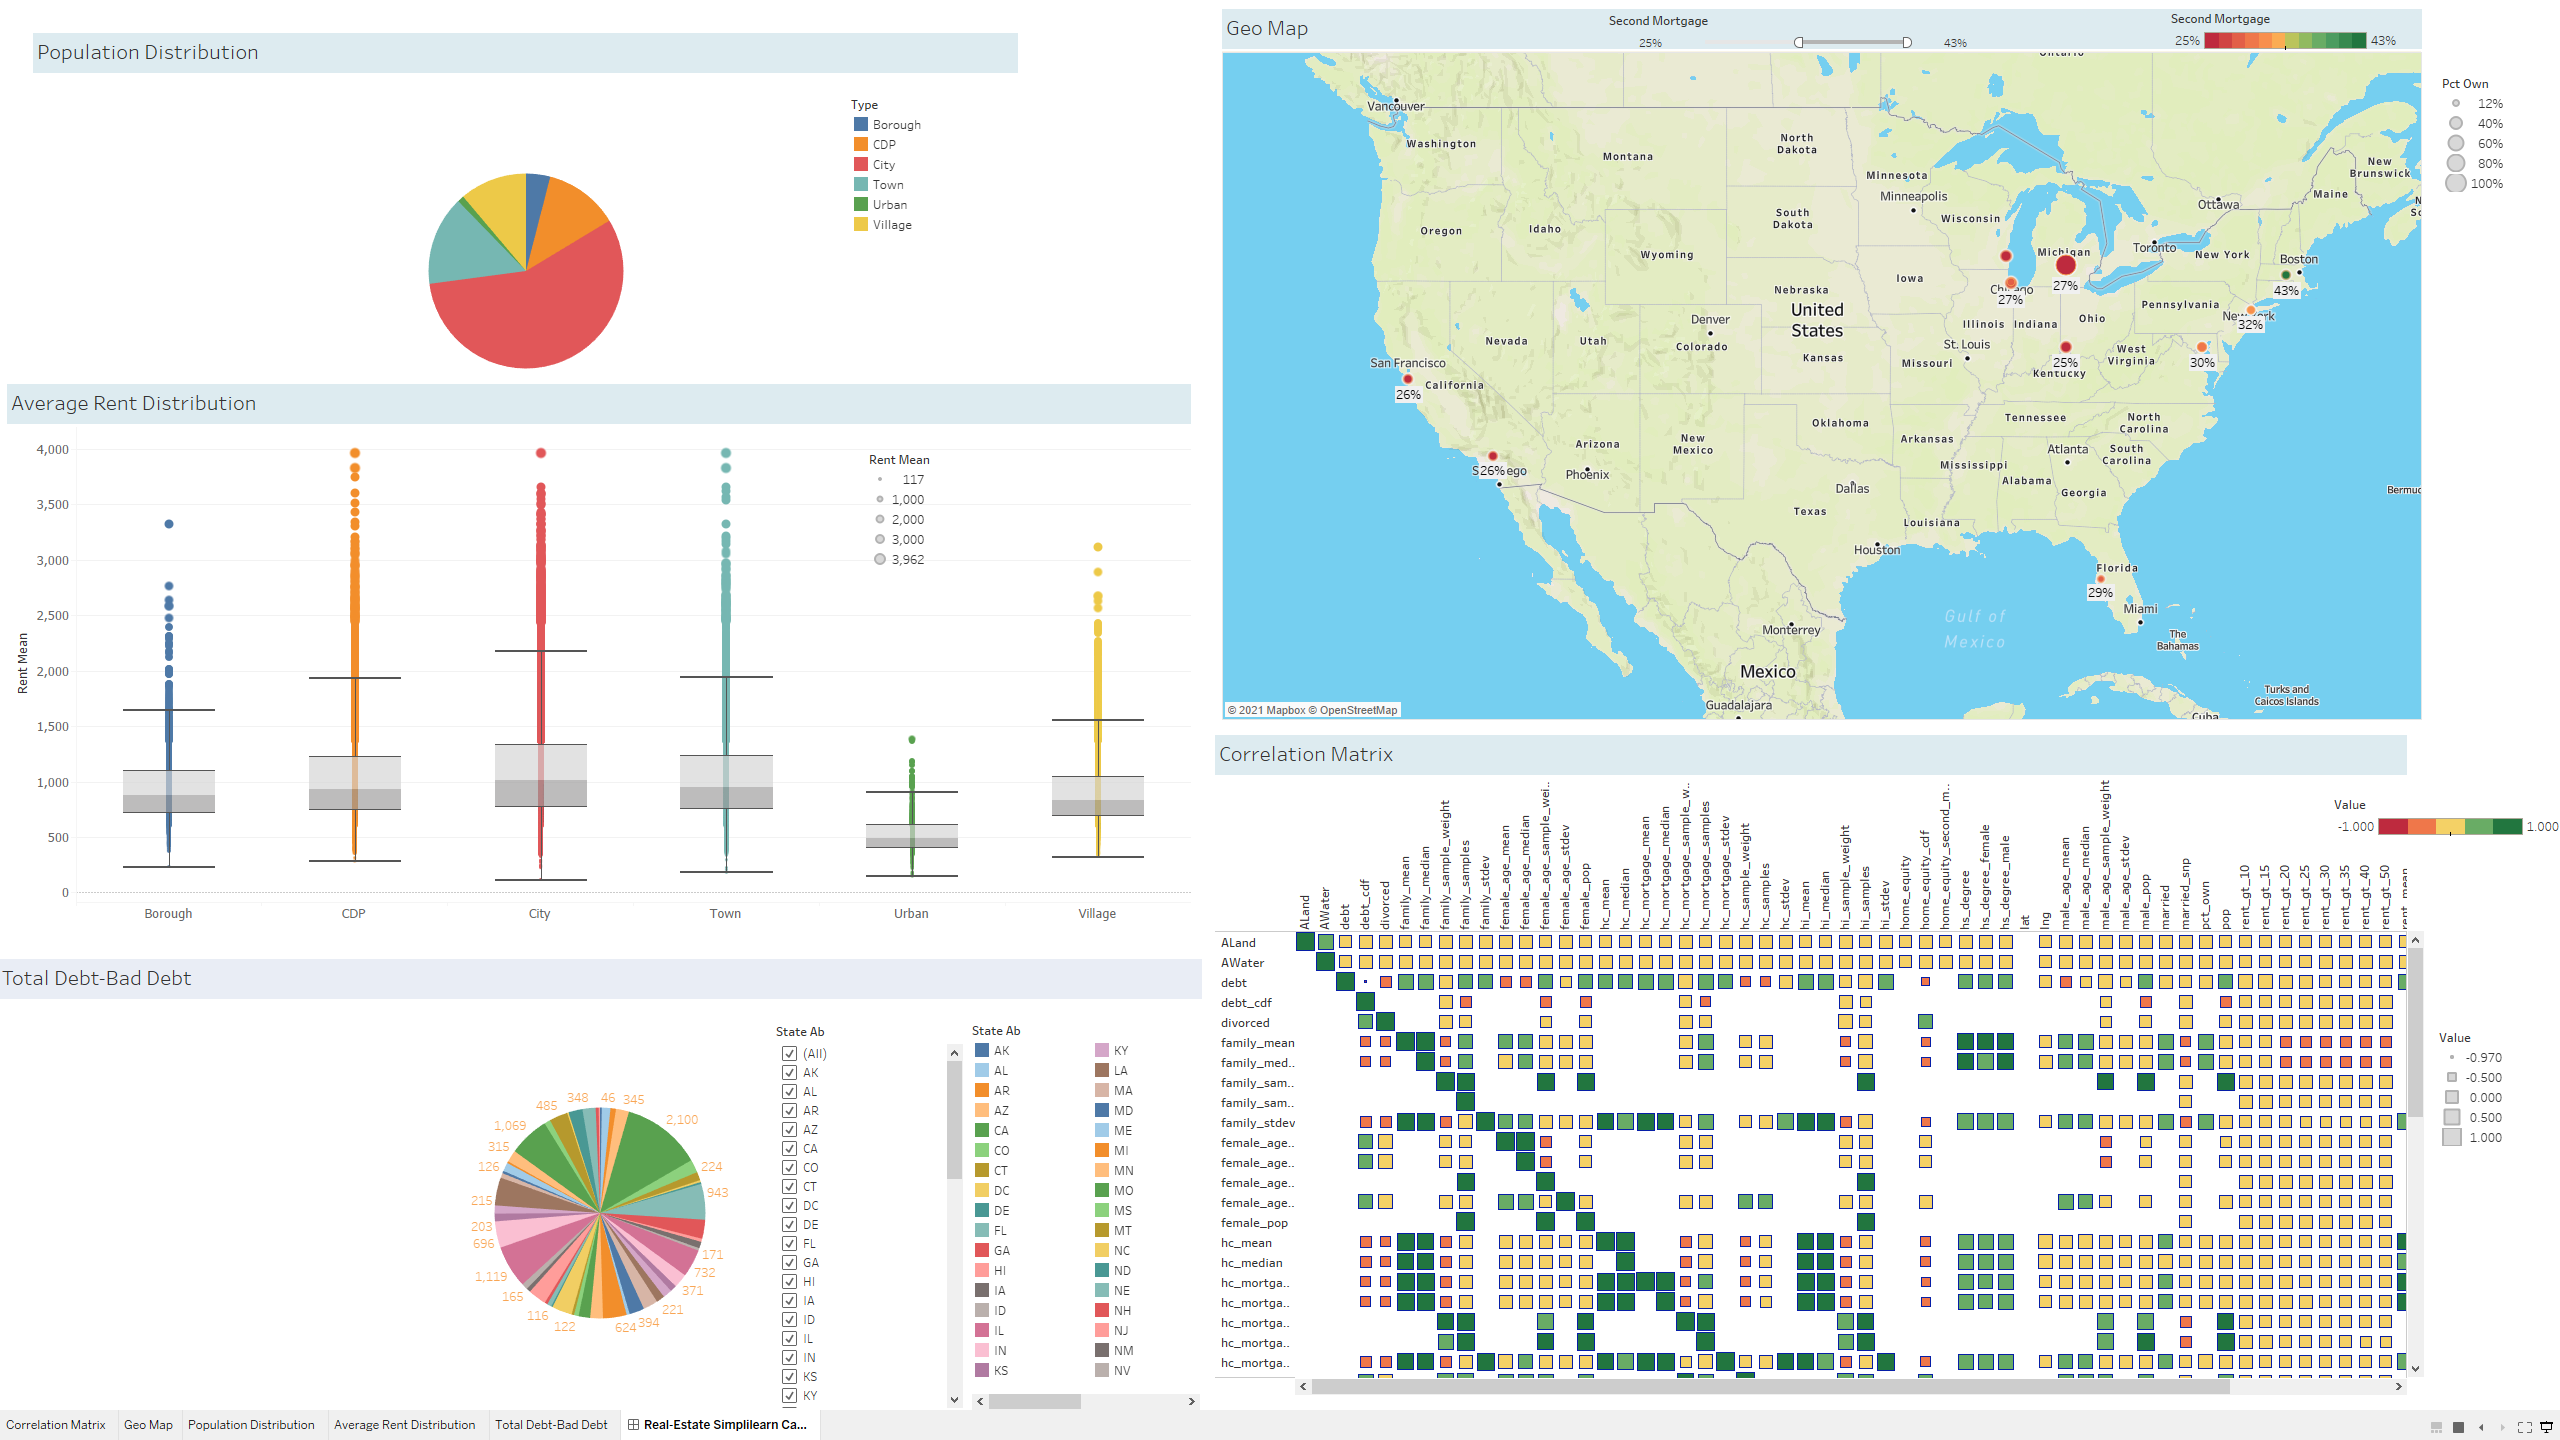 Population Distribution
Type
Borough
CDP
City
Town
Urban
Village
Average Rent Distribution
Rent Mean
4,000
3,500
3,000
2,500
2,000
1,500
1,000
500
0
Rent Mean
117
1,000
2,000
3,000
3,962
Borough
CDP
City
Town
Urban
Village
Total Debt-Bad Debt
485
348
46
345
2,100
1,069
315
126
224
943
215
203
696
171
732
371
1,119
165
116
122
624
394
221
State Ab
(All)
AK
AL
AR
AZ
CA
CO
CT
DC
DE
FL
GA
HI
IA
ID
IL
IN
KS
KY
State Ab
AK
AL
AR
AZ
CA
CO
CT
DC
DE
FL
GA
HI
IA
ID
IL
IN
KS
KY
LA
MA
MD
ME
MI
MN
MO
MS
MT
NC
ND
NE
NH
NJ
NM
NV
Geo Map
Second Mortgage
25%
43%
Second Mortgage
25%
43%
Pct Own
12%
40%
60%
80%
100%
Vancouver
Washington
Montana
North Dakota
Minnesota
Minneapolis
Ottawa
New Brunswick
Maine
Oregon
Idaho
South Dakota
Wisconsin
Wyoming
Michigan
Toronto
New York
Boston
Iowa
27%
27%
43%
Nebraska
Pennsylvania
United States
Denver
Colorado
Illinois
Indiana
Ohio
32%
Nevada
Utah
Kansas
St. Louis
Missouri
25%
Kentucky
West Virginia
30%
San Francisco
26%
California
Oklahoma
Tennessee
North Carolina
Arizona
New Mexico
Arkansas
Atlanta
South Carolina
26%
Phoenix
Mississippi
Alabama
Georgia
Dallas
Texas
Louisiana
Houston
Florida
29%
Miami
Gulf of Mexico
The Bahamas
Monterrey
Mexico
Turks and Caicos Islands
Guadalajara
© 2021 Mapbox © OpenStreetMap
Correlation Matrix
ALand
AWater
debt
debt_cdf
divorced
family_mean
family_median
family_sample_weight
family_samples
family_stdev
female_age_mean
female_age_median
female_age_sample_wei..
female_age_stdev
female_pop
hc_mean
hc_median
hc_mortgage_mean
hc_mortgage_median
hc_mortgage_sample_w..
hc_mortgage_samples
hc_mortgage_stdev
hc_sample_weight
hc_samples
hc_stdev
hi_mean
hi_median
hi_sample_weight
hi_samples
hi_stdev
home_equity
home_equity_cdf
home_equity_second_m..
hs_degree
hs_degree_female
hs_degree_male
lat
lng
male_age_mean
male_age_median
male_age_sample_weight
male_age_stdev
male_pop
married
married_snp
pct_own
pop
rent_gt_10
rent_gt_15
rent_gt_20
rent_gt_25
rent_gt_30
rent_gt_35
rent_gt_40
rent_gt_50
rent_mean
ALand
AWater
debt
debt_cdf
divorced
family_mean
family_med..
family_sam..
family_sam..
family_stdev
female_age..
female_age..
female_age..
female_age..
female_pop
hc_mean
hc_median
hc_mortga..
hc_mortga..
hc_mortga..
hc_mortga..
hc_mortga..
Value
-1.000
1.000
Value
-0.970
-0.500
0.000
0.500
1.000
Correlation Matrix
Geo Map
Population Distribution
Average Rent Distribution
Total Debt-Bad Debt
Real-Estate Simplilearn Ca...